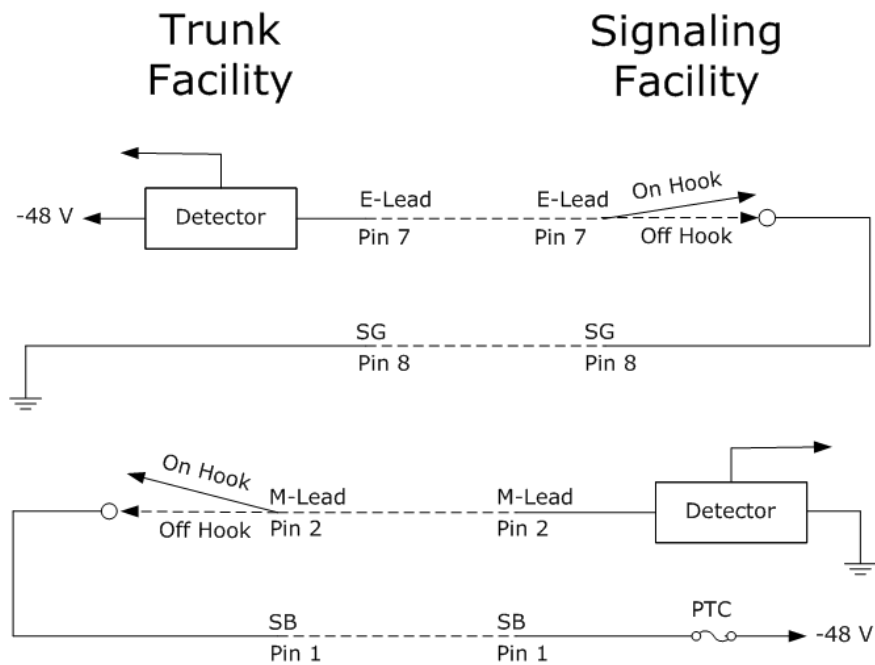 Trunk
Facility
Signaling
Facility
-48 V
Detector
E-Lead
Pin 7
E-Lead
Pin 7
On Hook
Off Hook
SG
Pin 8
SG
Pin 8
On Hook
Off Hook
M-Lead
Pin 2
M-Lead
Pin 2
Detector
SB
Pin 1
SB
Pin 1
PTC
-48 V